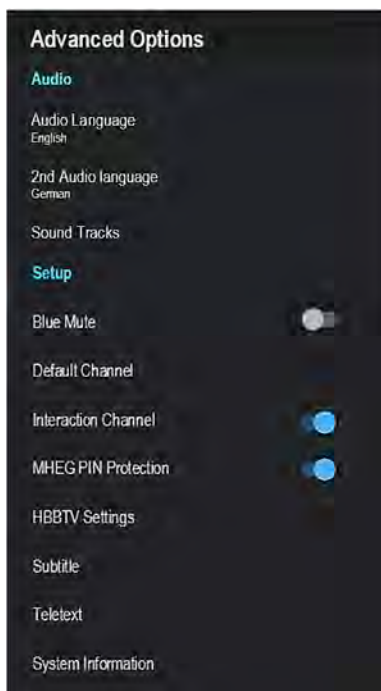 Advanced Options
Audio
Audio Language
English
2nd Audio language
German
Sound Tracks
Setup
Blue Mute
Default Channel
Interaction Channel
MHEG PIN Protection
HBBTV Settings
Subtitle
Teletext
System Information